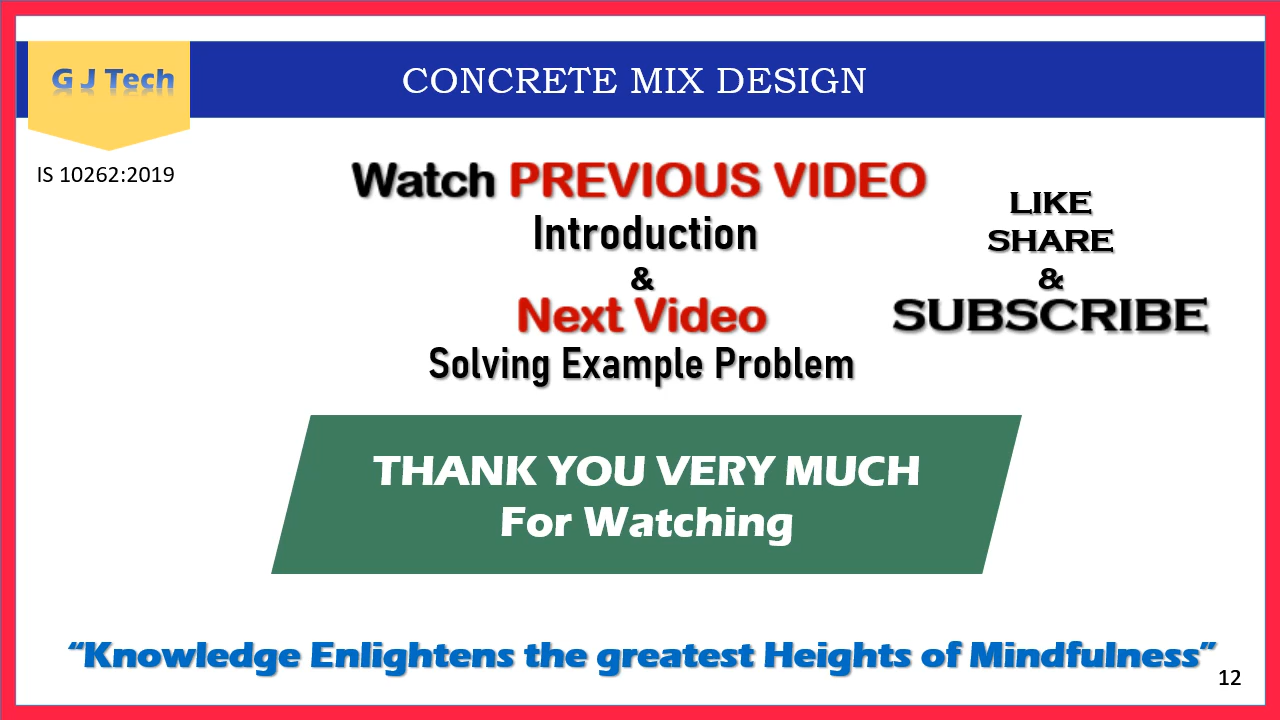 G J Tech
CONCRETE MIX DESIGN
IS 10262:2019
Watch PREVIOUS VIDEO
Introduction
&
Next Video
Solving Example Problem
LIKE
SHARE
&
SUBSCRIBE
THANK YOU VERY MUCH
For Watching
“Knowledge Enlightens the greatest Heights of Mindfulness”
12